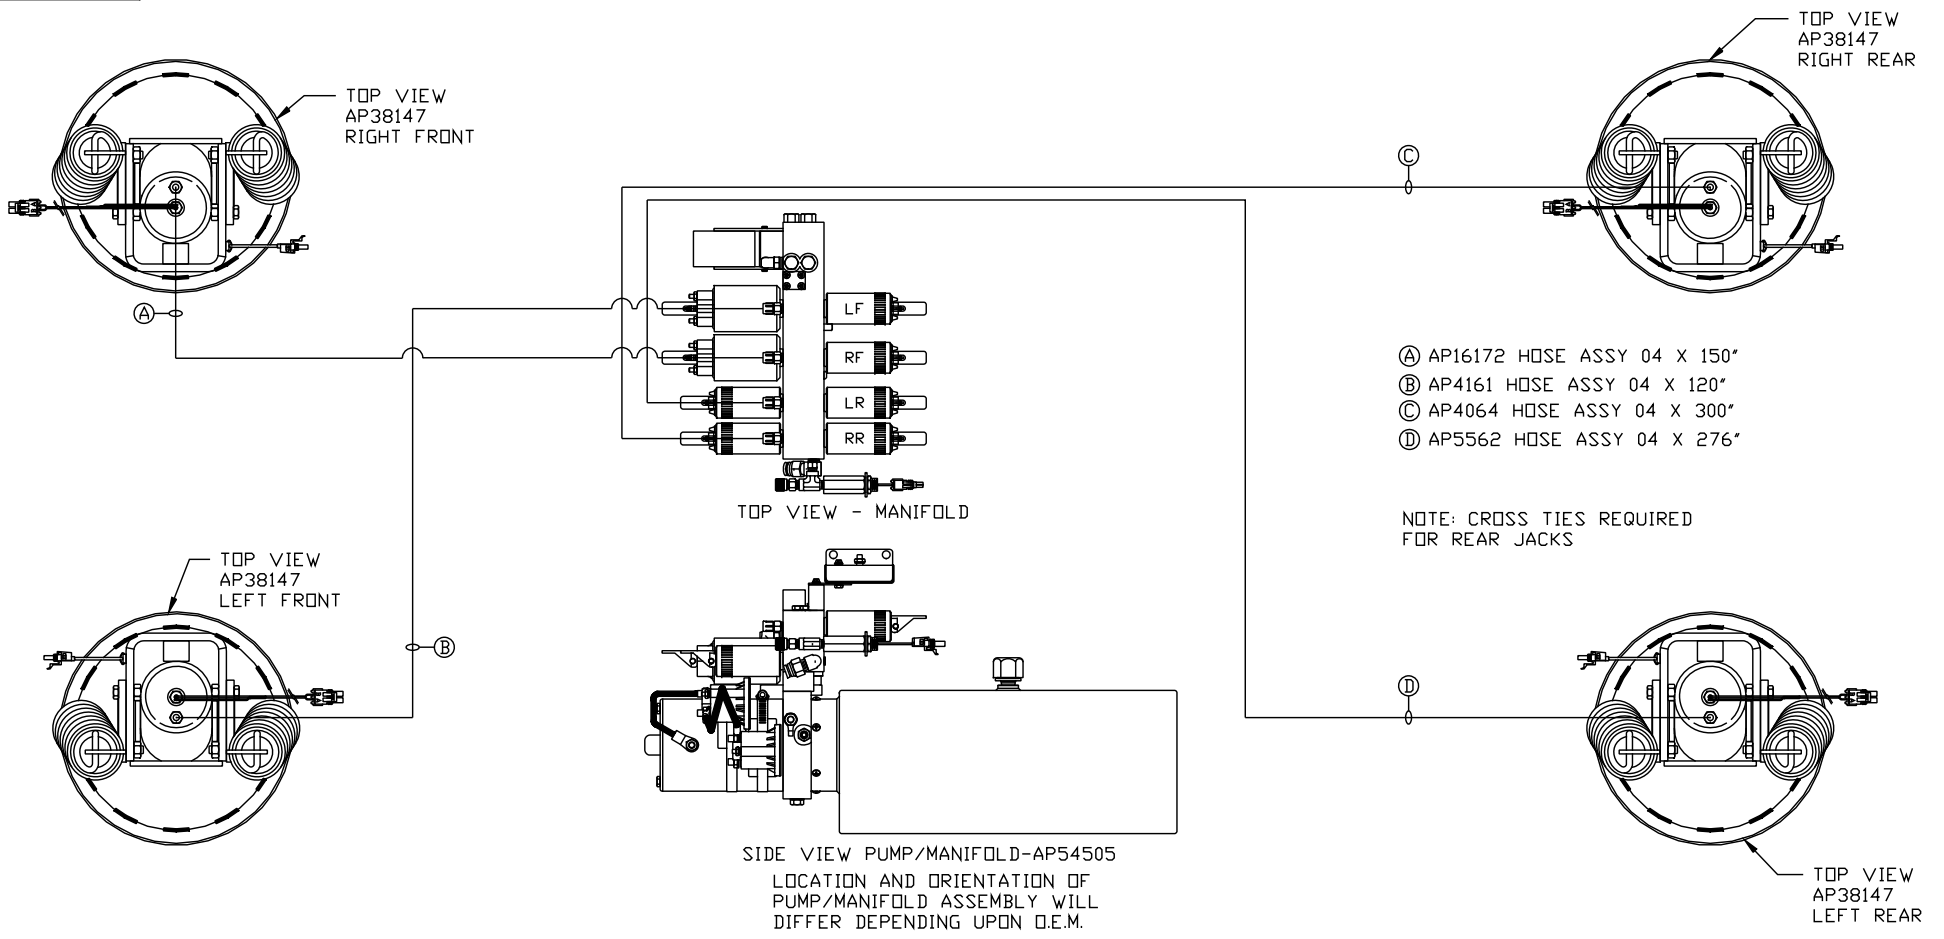 TOP VIEW
AP38147
RIGHT FRONT
TOP VIEW
AP38147
RIGHT REAR
A
C
LF
RF
LR
RR
TOP VIEW - MANIFOLD
A AP16172 HOSE ASSY 04 X 150"
B AP4161 HOSE ASSY 04 X 120"
C AP4064 HOSE ASSY 04 X 300"
D AP5562 HOSE ASSY 04 X 276"
NOTE: CROSS TIES REQUIRED
FOR REAR JACKS
TOP VIEW
AP38147
LEFT FRONT
B
D
SIDE VIEW PUMP/MANIFOLD-AP54505
LOCATION AND ORIENTATION OF
PUMP/MANIFOLD ASSEMBLY WILL
DIFFER DEPENDING UPON O.E.M.
TOP VIEW
AP38147
LEFT REAR